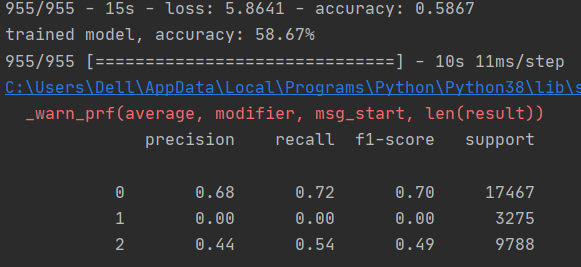 955/955 - 15s - loss: 5.8641 - accuracy: 0.5867
trained model, accuracy: 58.67%
955/955 [==============================] - 10s 11ms/step
C:\Users\Dell\AppData\Local\Programs\Python\Python38\lib\s
_warn_prf(average, modifier, msg_start, len(result))
precision recall f1-score support
0 0.68 0.72 0.70 17467
1 0.00 0.00 0.00 3275
2 0.44 0.54 0.49 9788